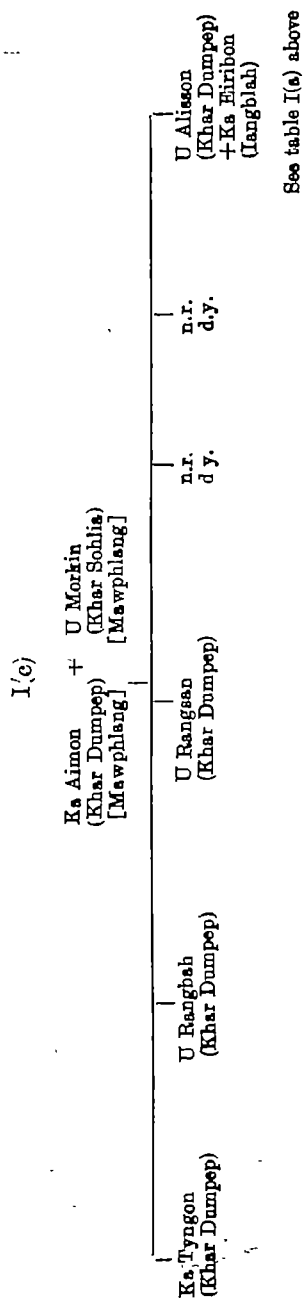 I(c)
Ka Aimon + U Morkin
(Khar Dumpep) (Khar Sohlia)
[Mawphlang] [Mawphlang]
Ka Tyngon
(Khar Dumpep)
U Rangbah
(Khar Dumpep)
U Rangsan
(Khar Dumpep)
n.r.
d y.
n.r.
d.y.
U Alisson
(Khar Dumpep)
+Ka Eiribon
(Iangblah)
See table I(a) above